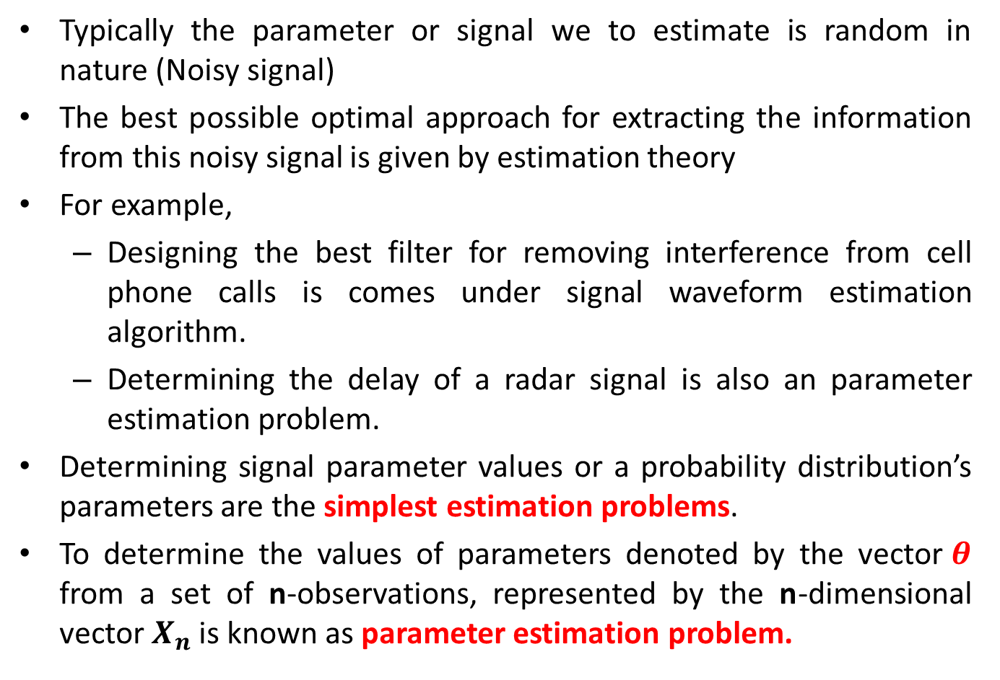 • Typically the parameter or signal we to estimate is random in
nature (Noisy signal)
• The best possible optimal approach for extracting the information
from this noisy signal is given by estimation theory
• For example,
– Designing the best filter for removing interference from cell
phone calls is comes under signal waveform estimation
algorithm.
– Determining the delay of a radar signal is also an parameter
estimation problem.
• Determining signal parameter values or a probability distribution’s
parameters are the simplest estimation problems.
• To determine the values of parameters denoted by the vector θ
from a set of n-observations, represented by the n-dimensional
vector Xₙ is known as parameter estimation problem.